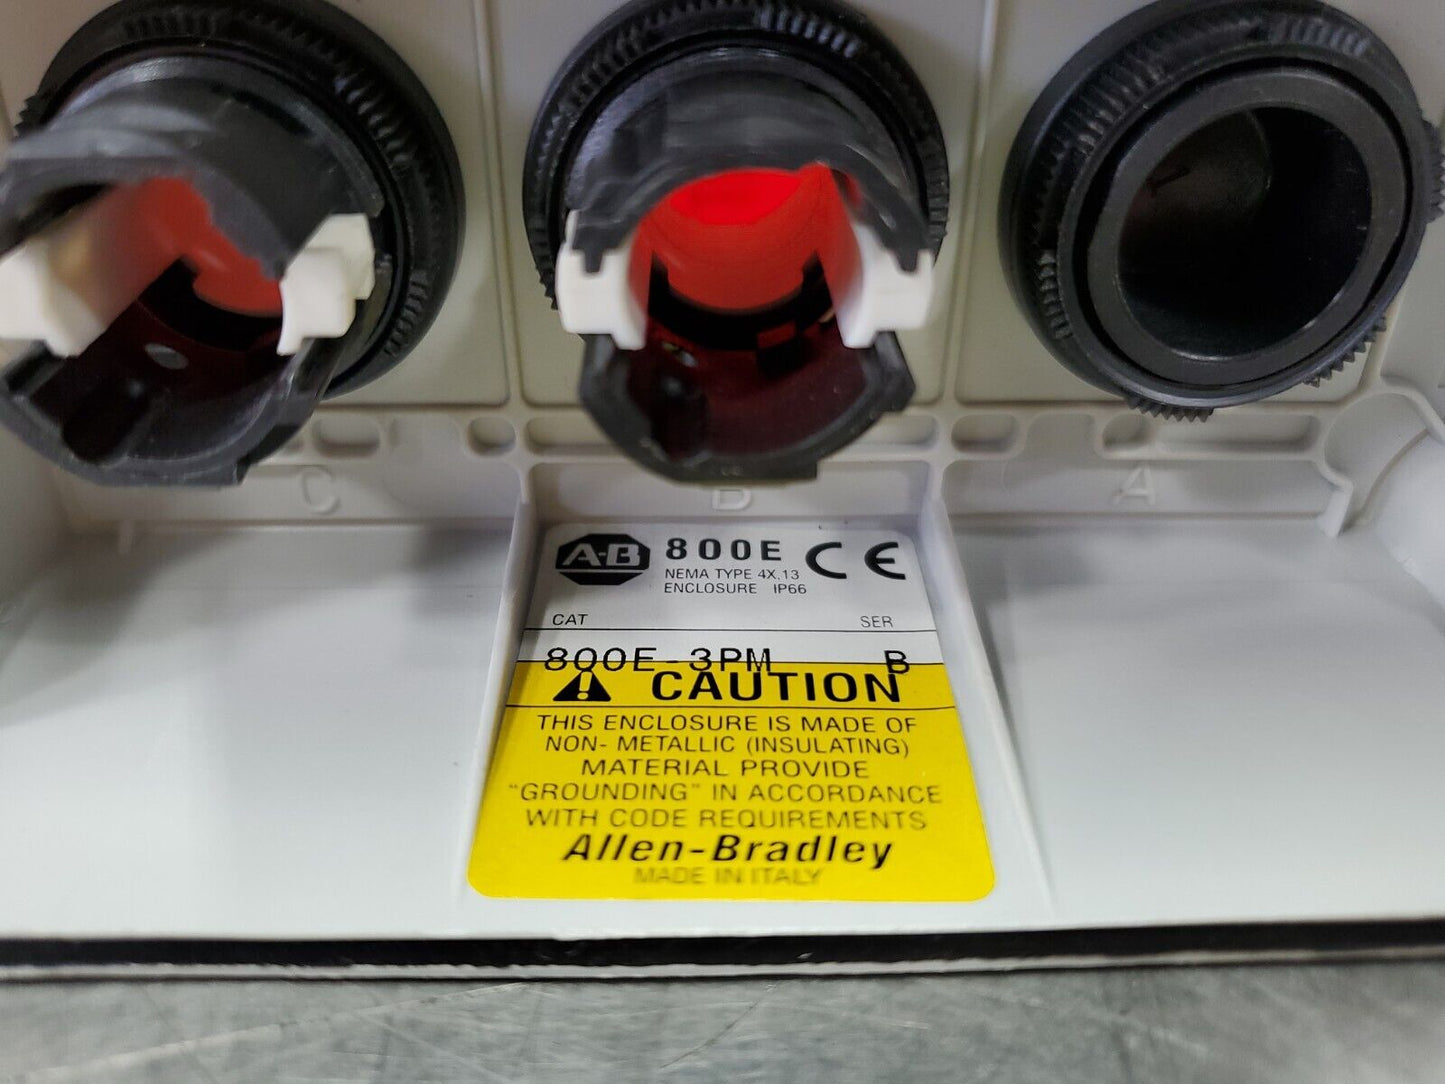 C B A
A-B 800E CE
NEMA TYPE 4X,13
ENCLOSURE IP66
CAT SER
800E-3PM B
CAUTION
THIS ENCLOSURE IS MADE OF
NON- METALLIC (INSULATING)
MATERIAL PROVIDE
"GROUNDING" IN ACCORDANCE
WITH CODE REQUIREMENTS
Allen-Bradley
MADE IN ITALY